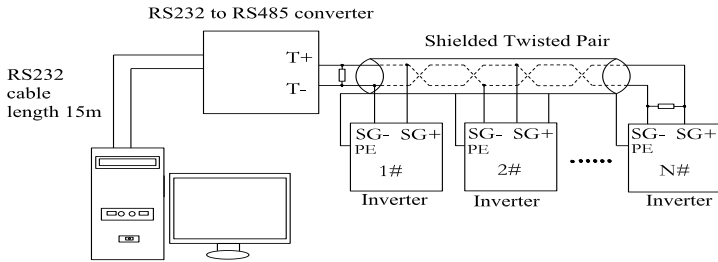 RS232 to RS485 converter
T+
T-
Shielded Twisted Pair
RS232
cable
length 15m
SG- SG+
PE
1#
Inverter
SG- SG+
PE
2#
Inverter
......
SG- SG+
PE
N#
Inverter